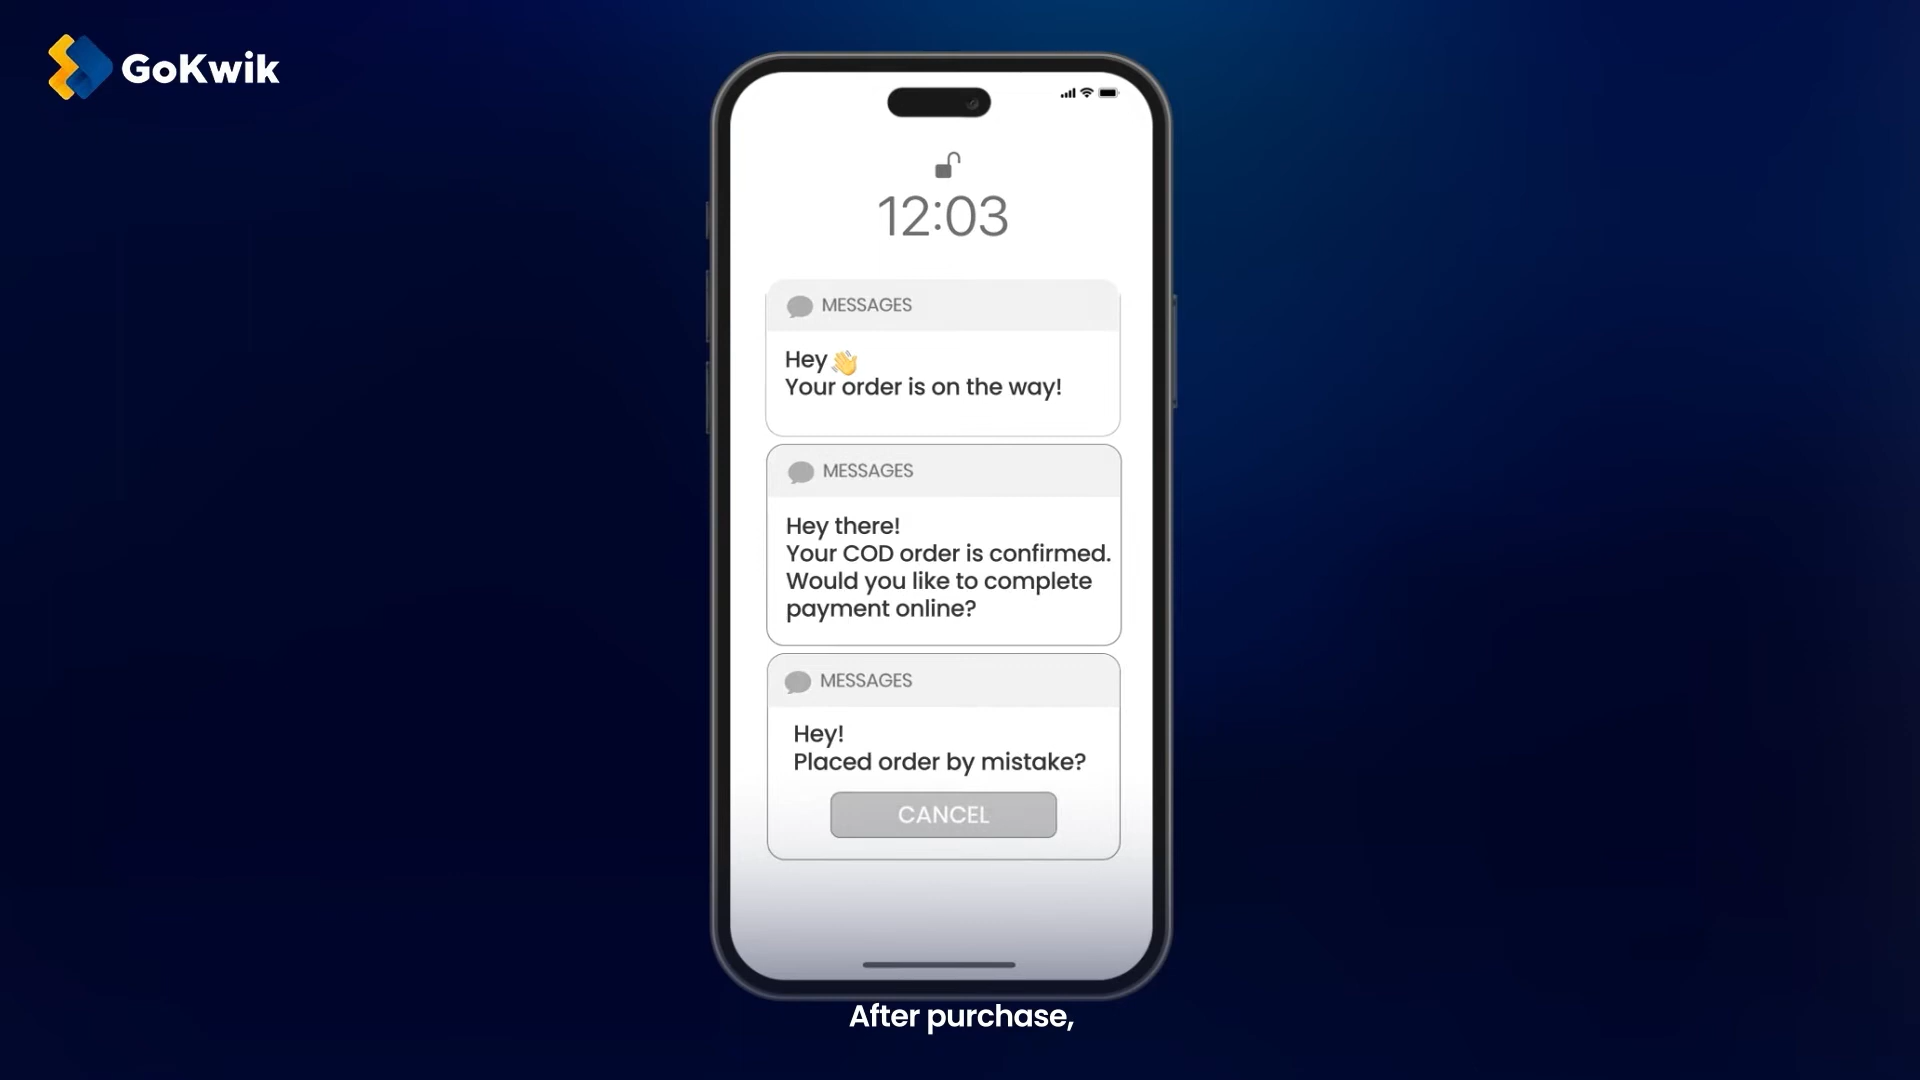 GoKwik
12:03
MESSAGES
Hey 👋
Your order is on the way!
MESSAGES
Hey there!
Your COD order is confirmed.
Would you like to complete
payment online?
MESSAGES
Hey!
Placed order by mistake?
CANCEL
After purchase,